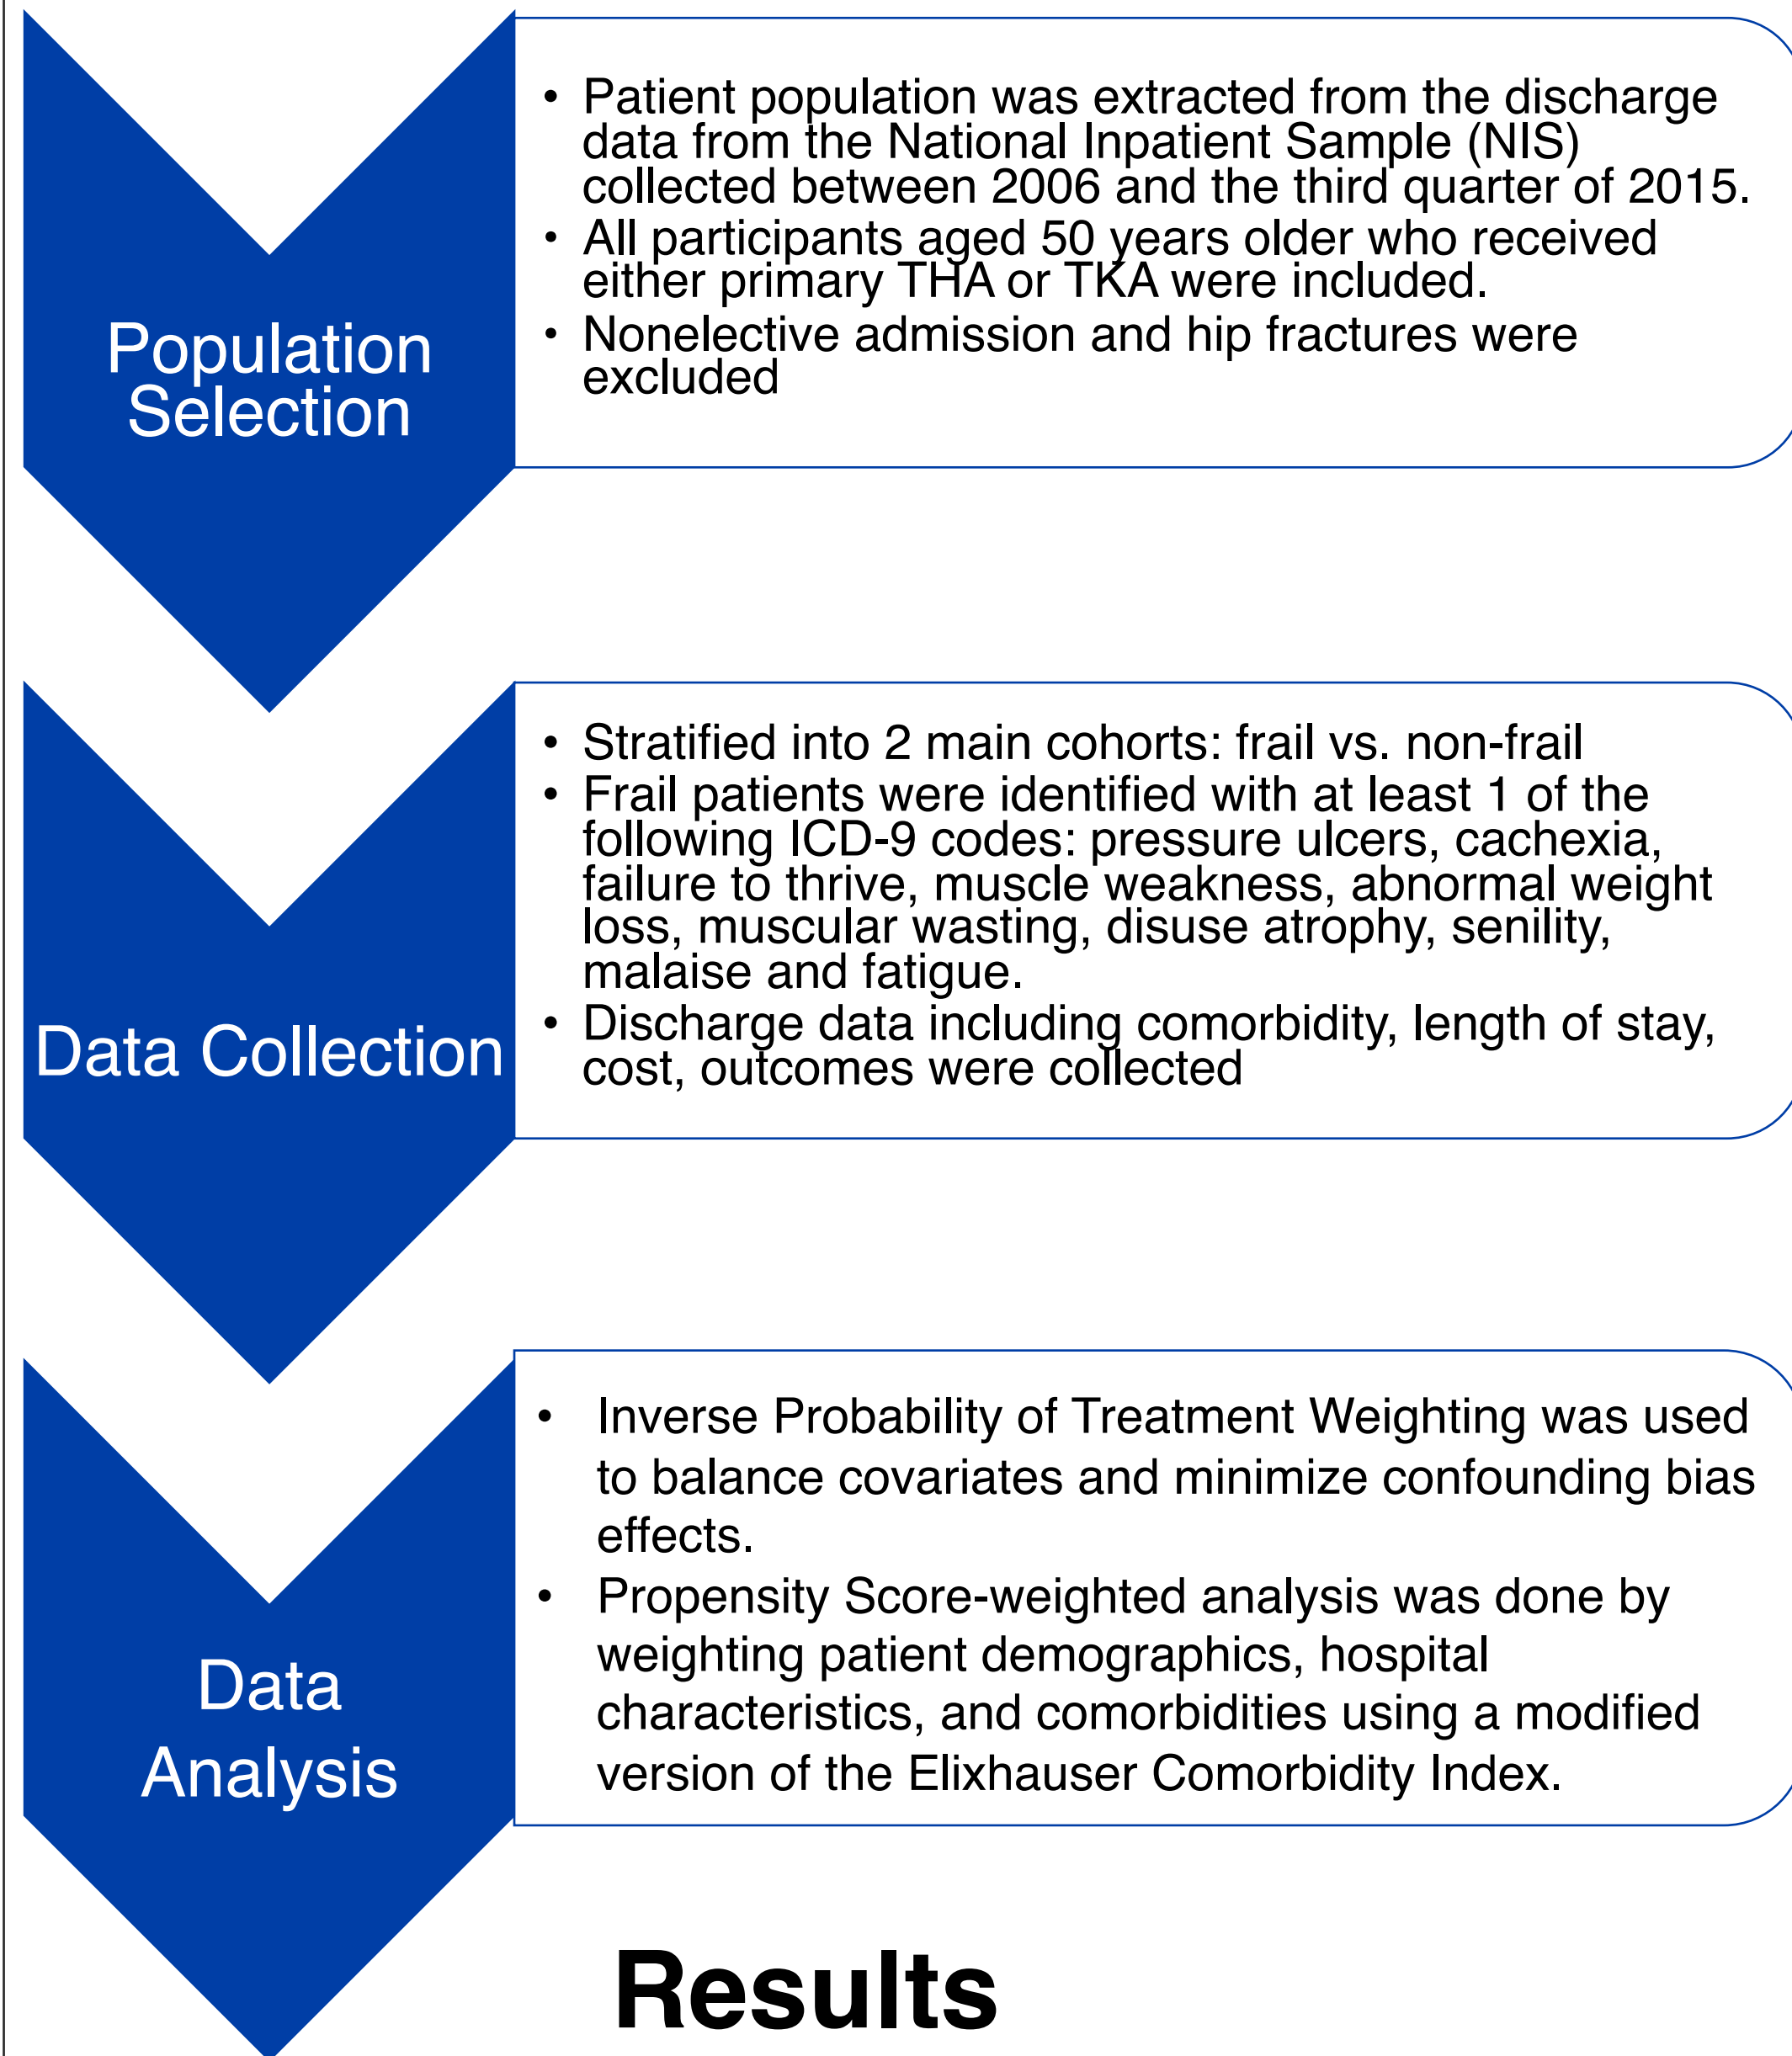 Population
Selection
• Patient population was extracted from the discharge
data from the National Inpatient Sample (NIS)
collected between 2006 and the third quarter of 2015.
• All participants aged 50 years older who received
either primary THA or TKA were included.
• Nonelective admission and hip fractures were
excluded
Data Collection
• Stratified into 2 main cohorts: frail vs. non-frail
• Frail patients were identified with at least 1 of the
following ICD-9 codes: pressure ulcers, cachexia,
failure to thrive, muscle weakness, abnormal weight
loss, muscular wasting, disuse atrophy, senility,
malaise and fatigue.
• Discharge data including comorbidity, length of stay,
cost, outcomes were collected
Data
Analysis
• Inverse Probability of Treatment Weighting was used
to balance covariates and minimize confounding bias
effects.
• Propensity Score-weighted analysis was done by
weighting patient demographics, hospital
characteristics, and comorbidities using a modified
version of the Elixhauser Comorbidity Index.
Results